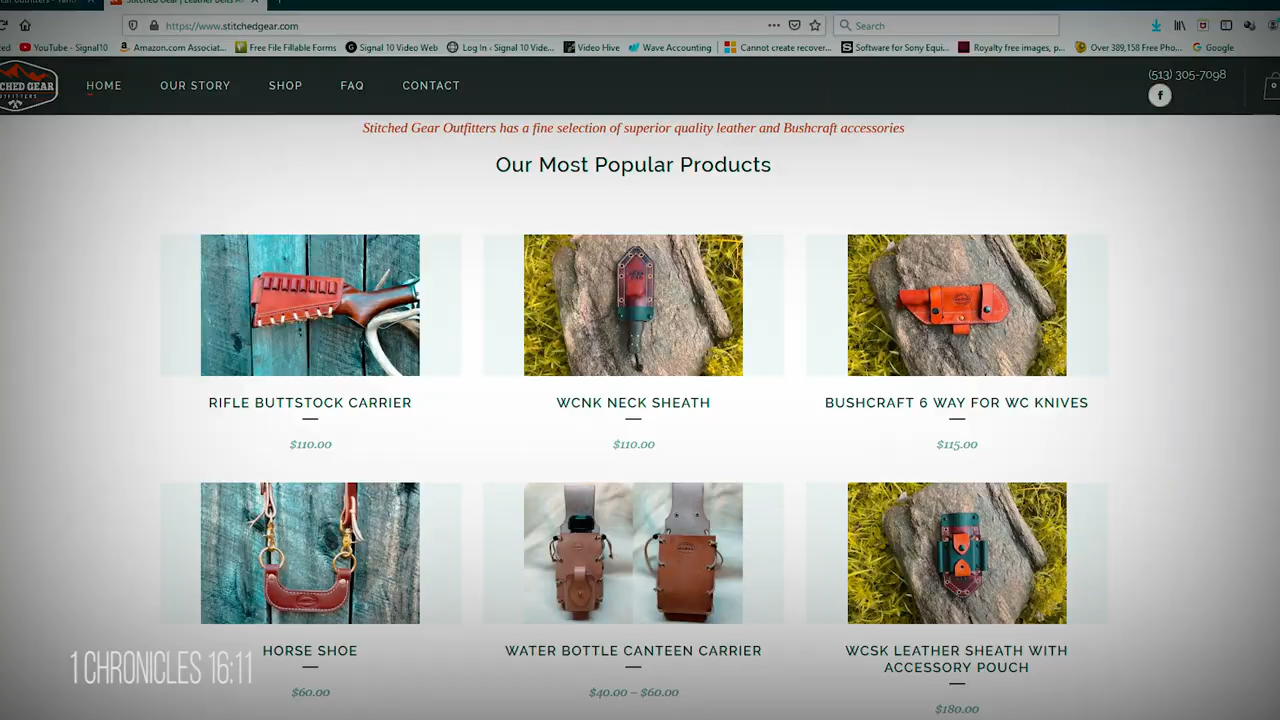 https://www.stitchedgear.com
Search
YouTube - Signal10
Amazon.com Associat...
Free File Fillable Forms
Signal 10 Video Web
Log In - Signal 10 Vide...
Video Hive
Wave Accounting
Cannot create recover...
Software for Sony Equi...
Royalty free images, p...
Over 389,158 Free Pho...
Google
HOME
OUR STORY
SHOP
FAQ
CONTACT
(513) 305-7098
Stitched Gear Outfitters has a fine selection of superior quality leather and Bushcraft accessories
Our Most Popular Products
RIFLE BUTTSTOCK CARRIER
WCNK NECK SHEATH
BUSHCRAFT 6 WAY FOR WC KNIVES
$110.00
$110.00
$115.00
HORSE SHOE
WATER BOTTLE CANTEEN CARRIER
WCSK LEATHER SHEATH WITH
ACCESSORY POUCH
$60.00
$40.00 – $60.00
$180.00
1 CHRONICLES 16:11